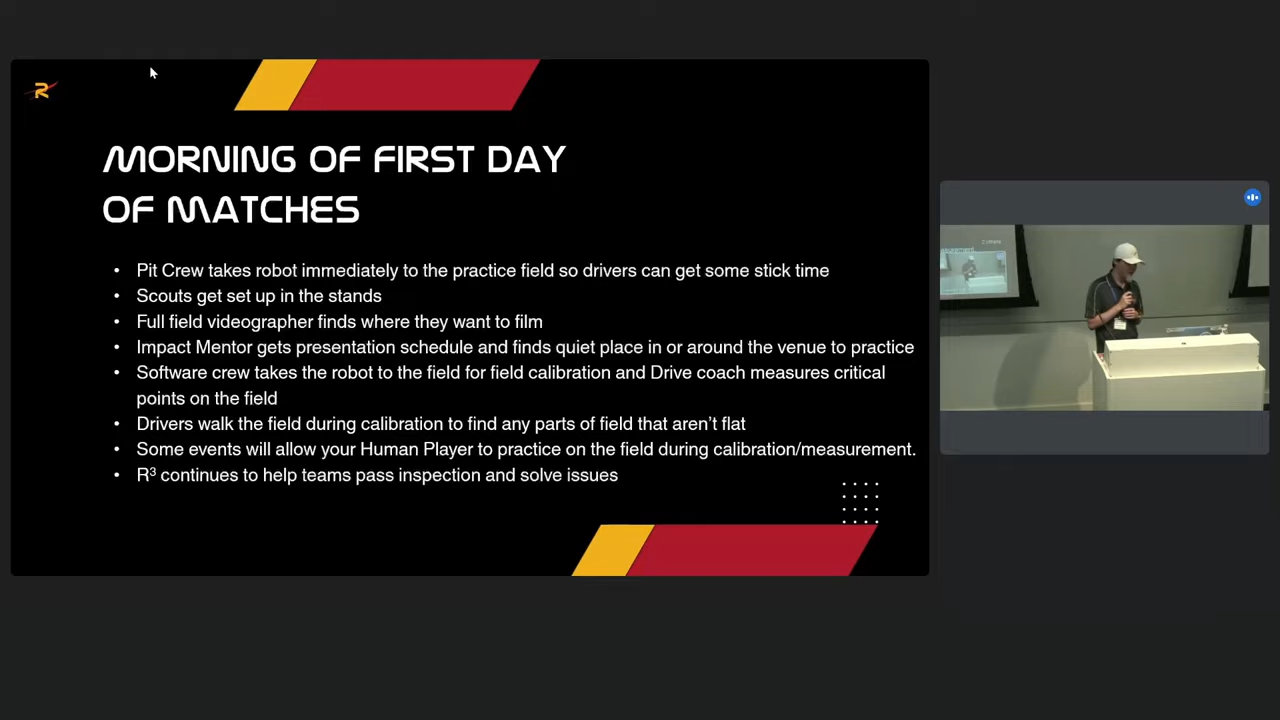 R
MORNING OF FIRST DAY
OF MATCHES
• Pit Crew takes robot immediately to the practice field so drivers can get some stick time
• Scouts get set up in the stands
• Full field videographer finds where they want to film
• Impact Mentor gets presentation schedule and finds quiet place in or around the venue to practice
• Software crew takes the robot to the field for field calibration and Drive coach measures critical
points on the field
• Drivers walk the field during calibration to find any parts of field that aren't flat
• Some events will allow your Human Player to practice on the field during calibration/measurement.
• R³ continues to help teams pass inspection and solve issues